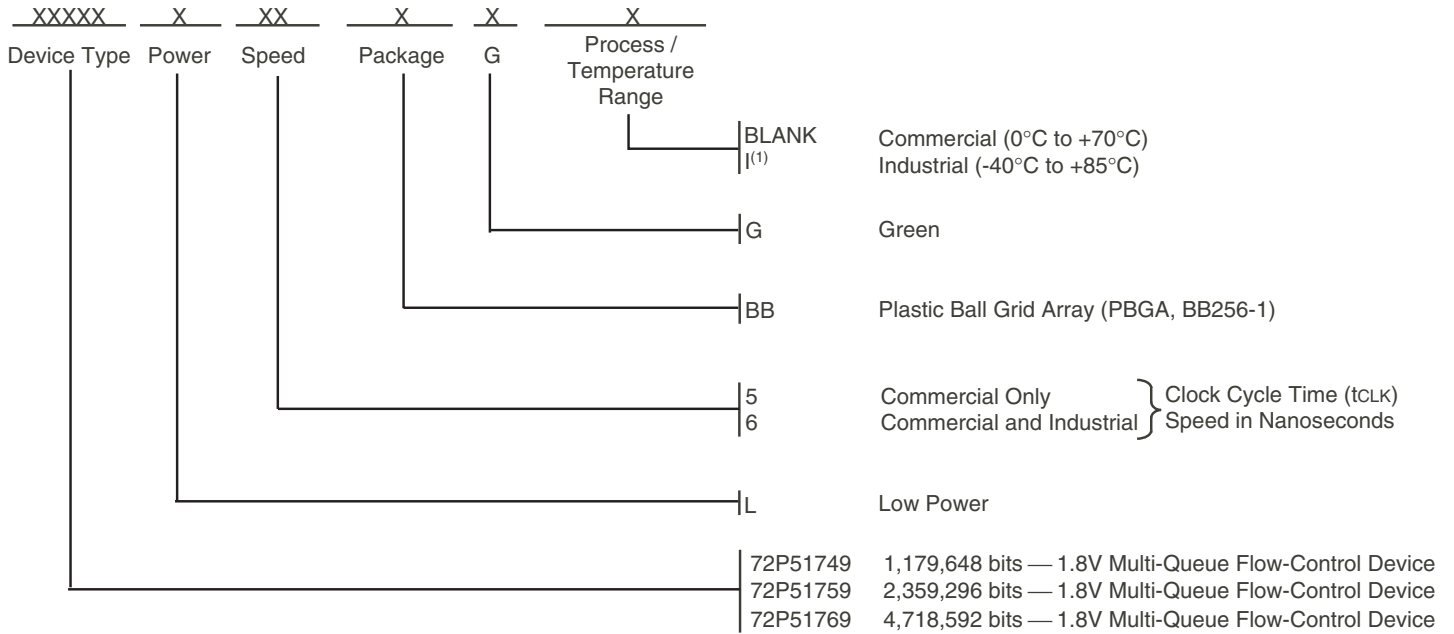 XXXXX X XX X X X
Device Type Power Speed Package G Process /
Temperature
Range
BLANK Commercial (0°C to +70°C)
I(1) Industrial (-40°C to +85°C)
G Green
BB Plastic Ball Grid Array (PBGA, BB256-1)
5 Commercial Only Clock Cycle Time (tCLK)
6 Commercial and Industrial Speed in Nanoseconds
L Low Power
72P51749 1,179,648 bits — 1.8V Multi-Queue Flow-Control Device
72P51759 2,359,296 bits — 1.8V Multi-Queue Flow-Control Device
72P51769 4,718,592 bits — 1.8V Multi-Queue Flow-Control Device